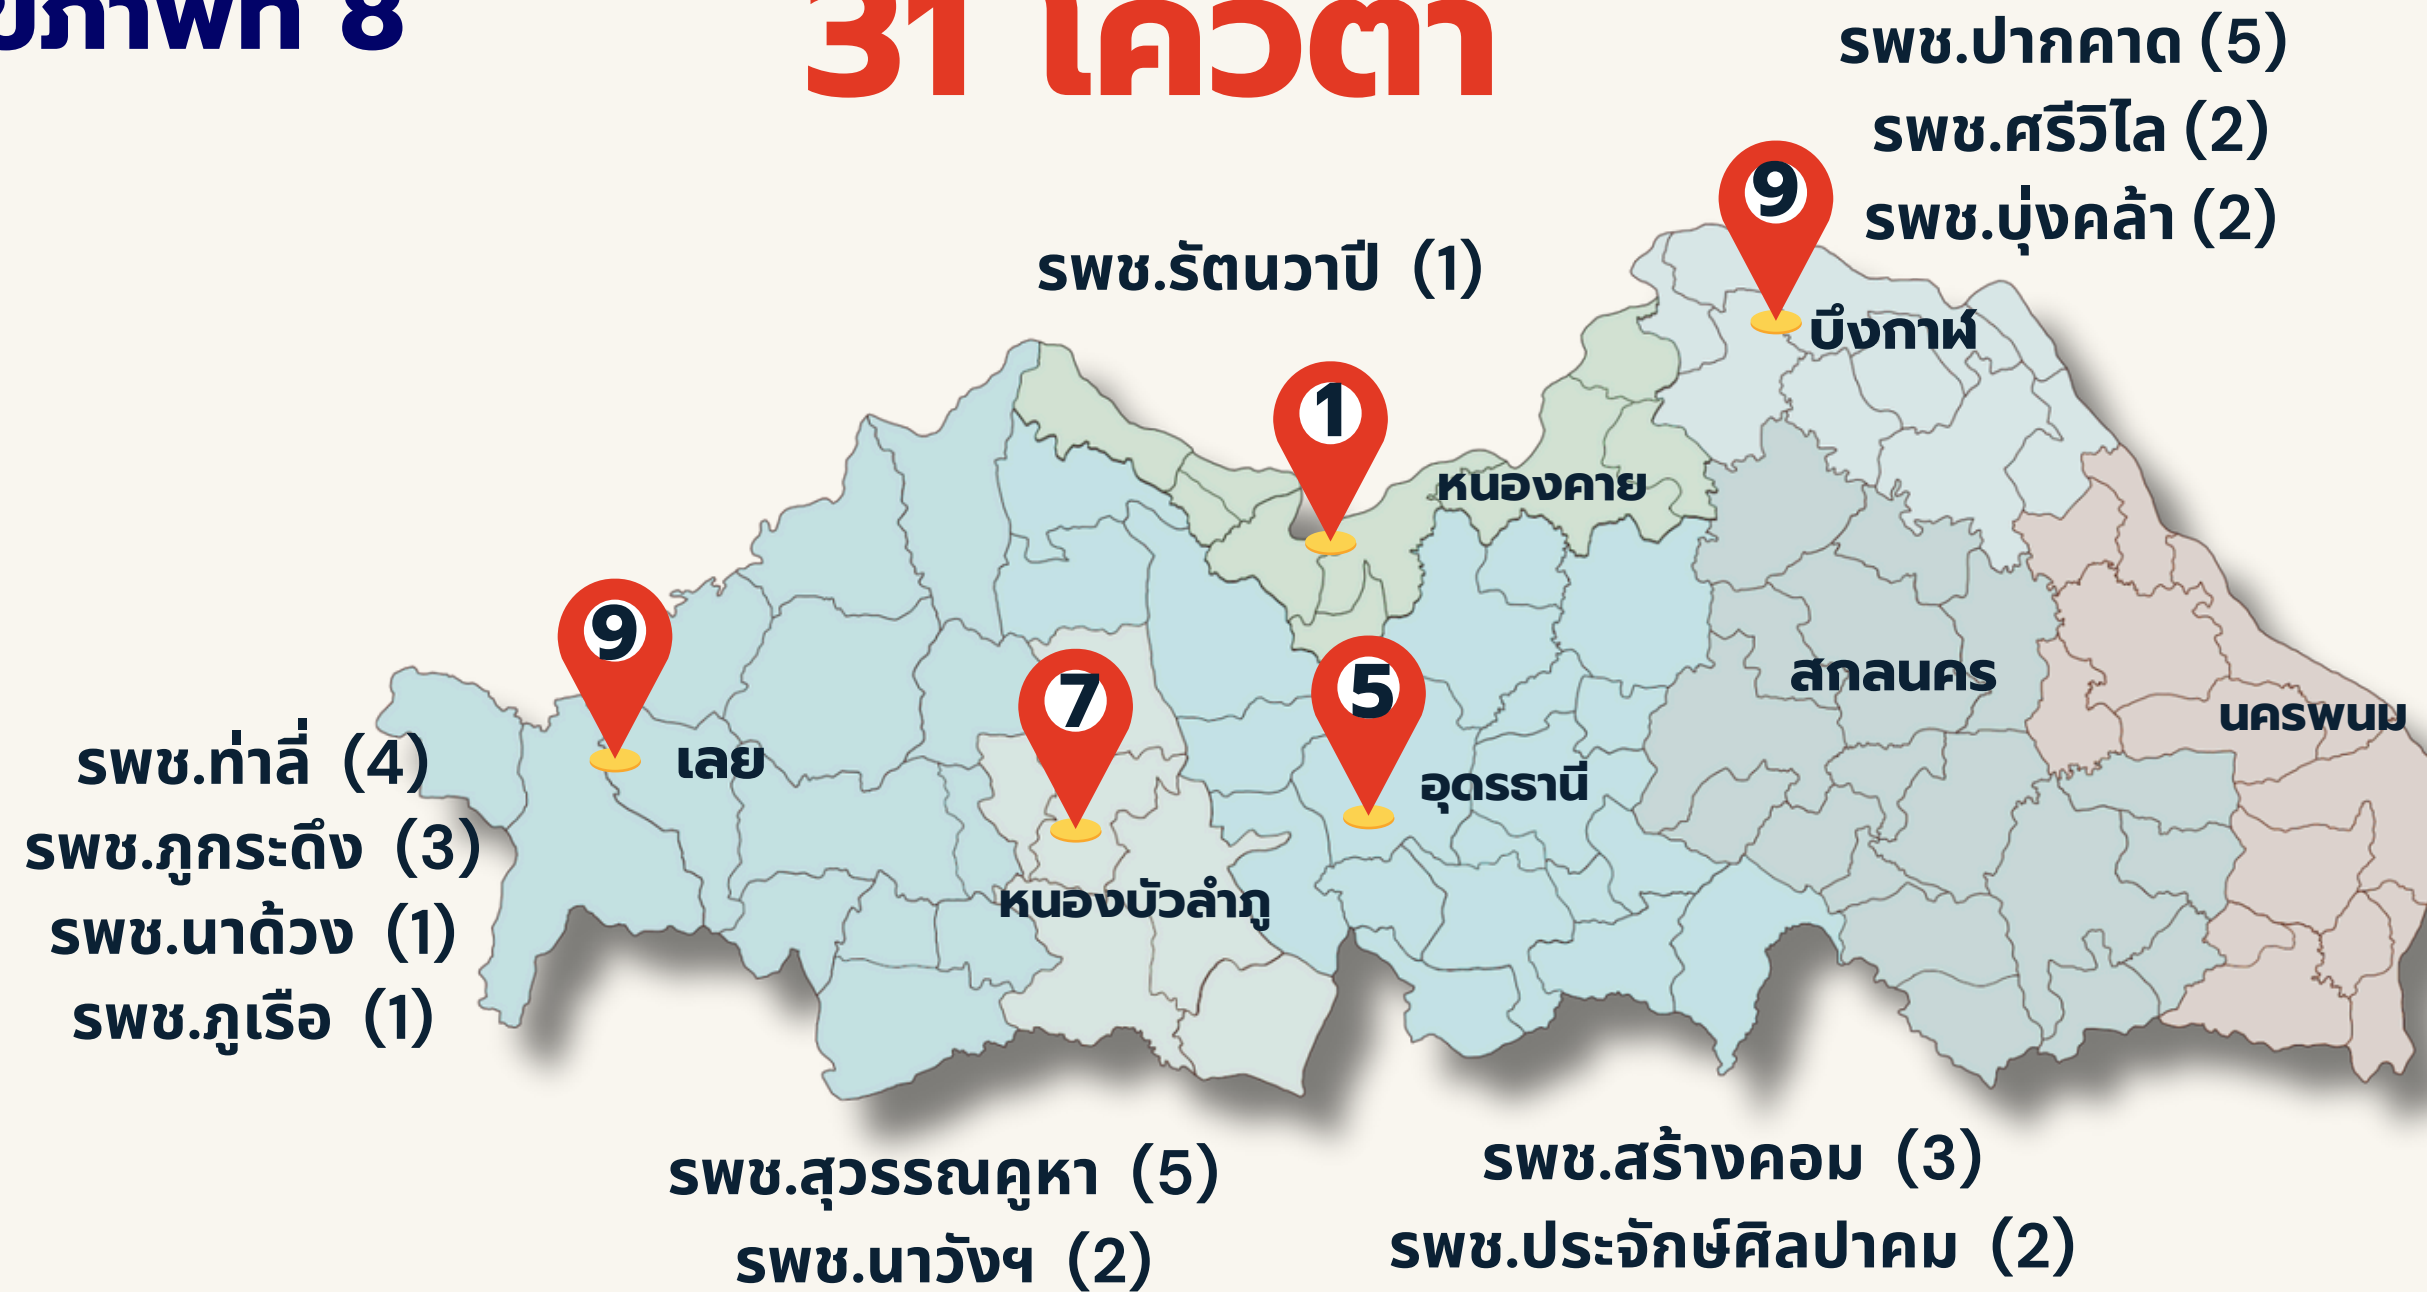 ขภาพที่ 8
31 โควตา
รพช.ปากคาด (5)
รพช.ศรีวิไล (2)
รพช.บุ่งคล้า (2)
9
รพช.รัตนวาปี (1)
บึงกาฬ
1
หนองคาย
9
7
5
สกลนคร
นครพนม
เลย
อุดรธานี
รพช.ท่าลี่ (4)
รพช.ภูกระดึง (3)
รพช.นาด้วง (1)
รพช.ภูเรือ (1)
หนองบัวลำภู
รพช.สุวรรณคูหา (5)
รพช.นาวังฯ (2)
รพช.สร้างคอม (3)
รพช.ประจักษ์ศิลปาคม (2)